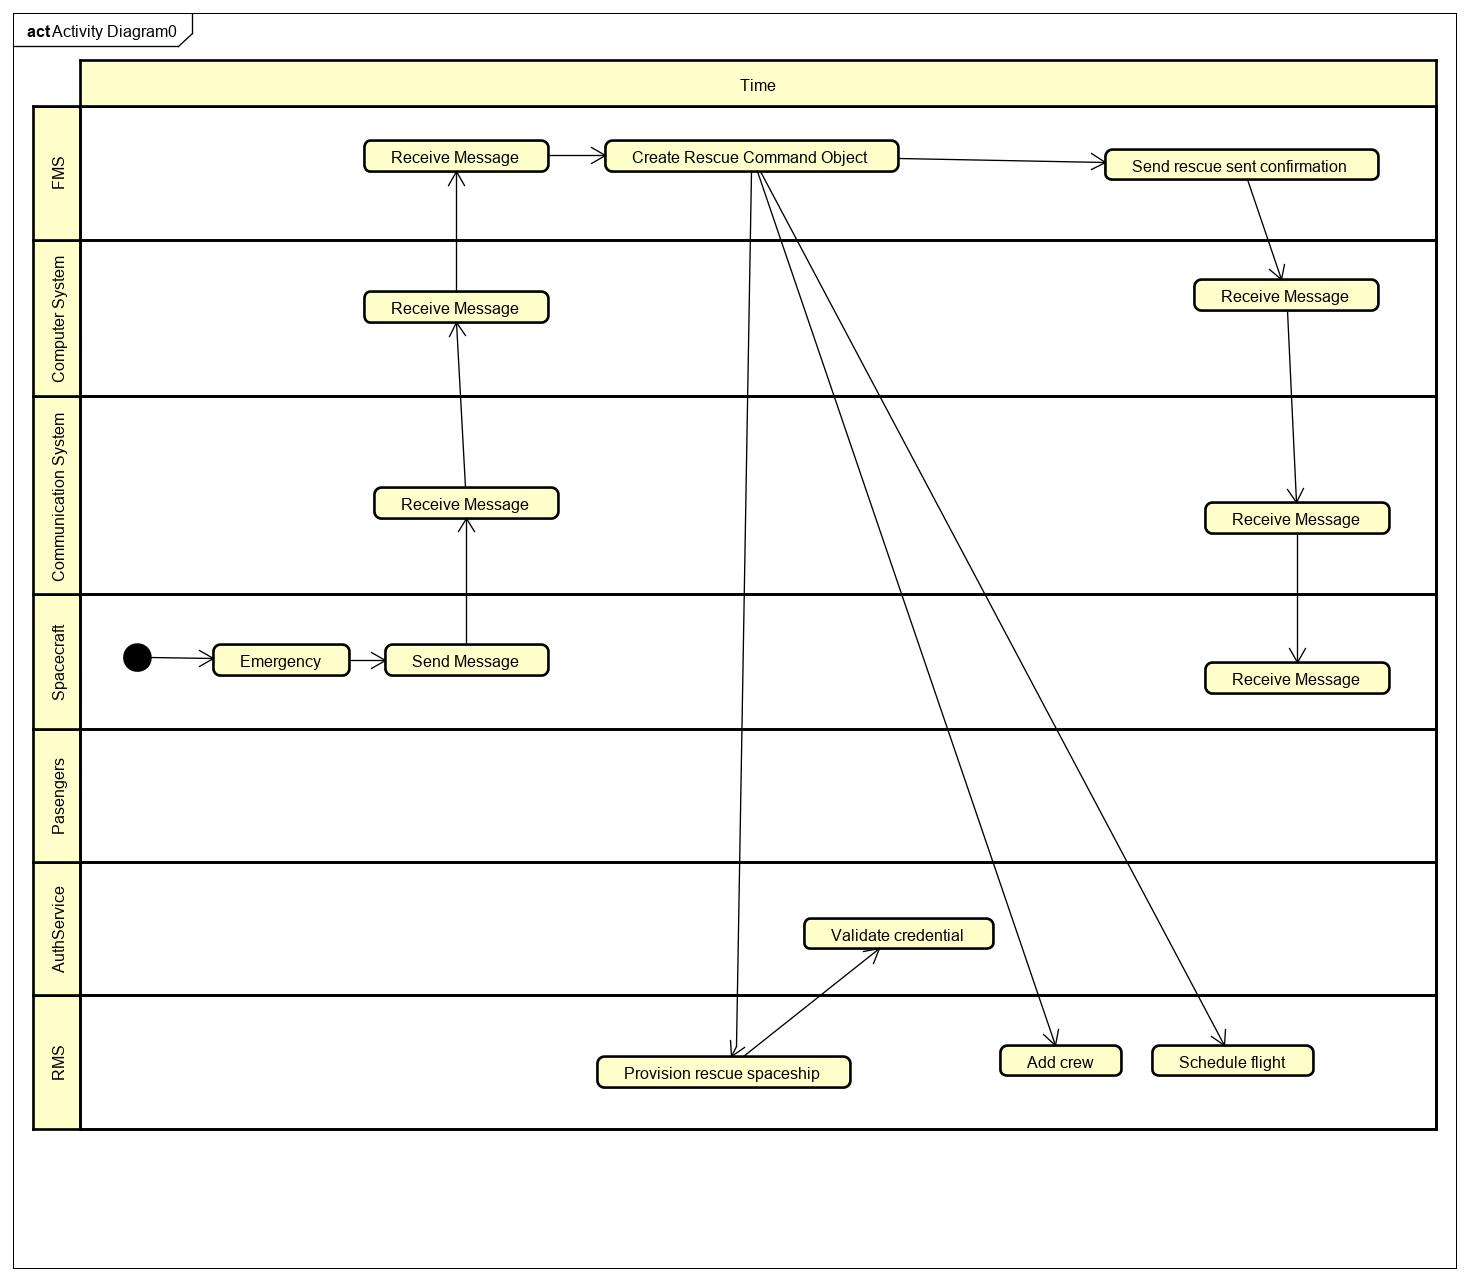 act Activity Diagram0
Time
FMS
Receive Message
Create Rescue Command Object
Send rescue sent confirmation
Computer System
Receive Message
Receive Message
Communication System
Receive Message
Receive Message
Spacecraft
Emergency
Send Message
Receive Message
Pasengers
AuthService
Validate credential
RMS
Provision rescue spaceship
Add crew
Schedule flight